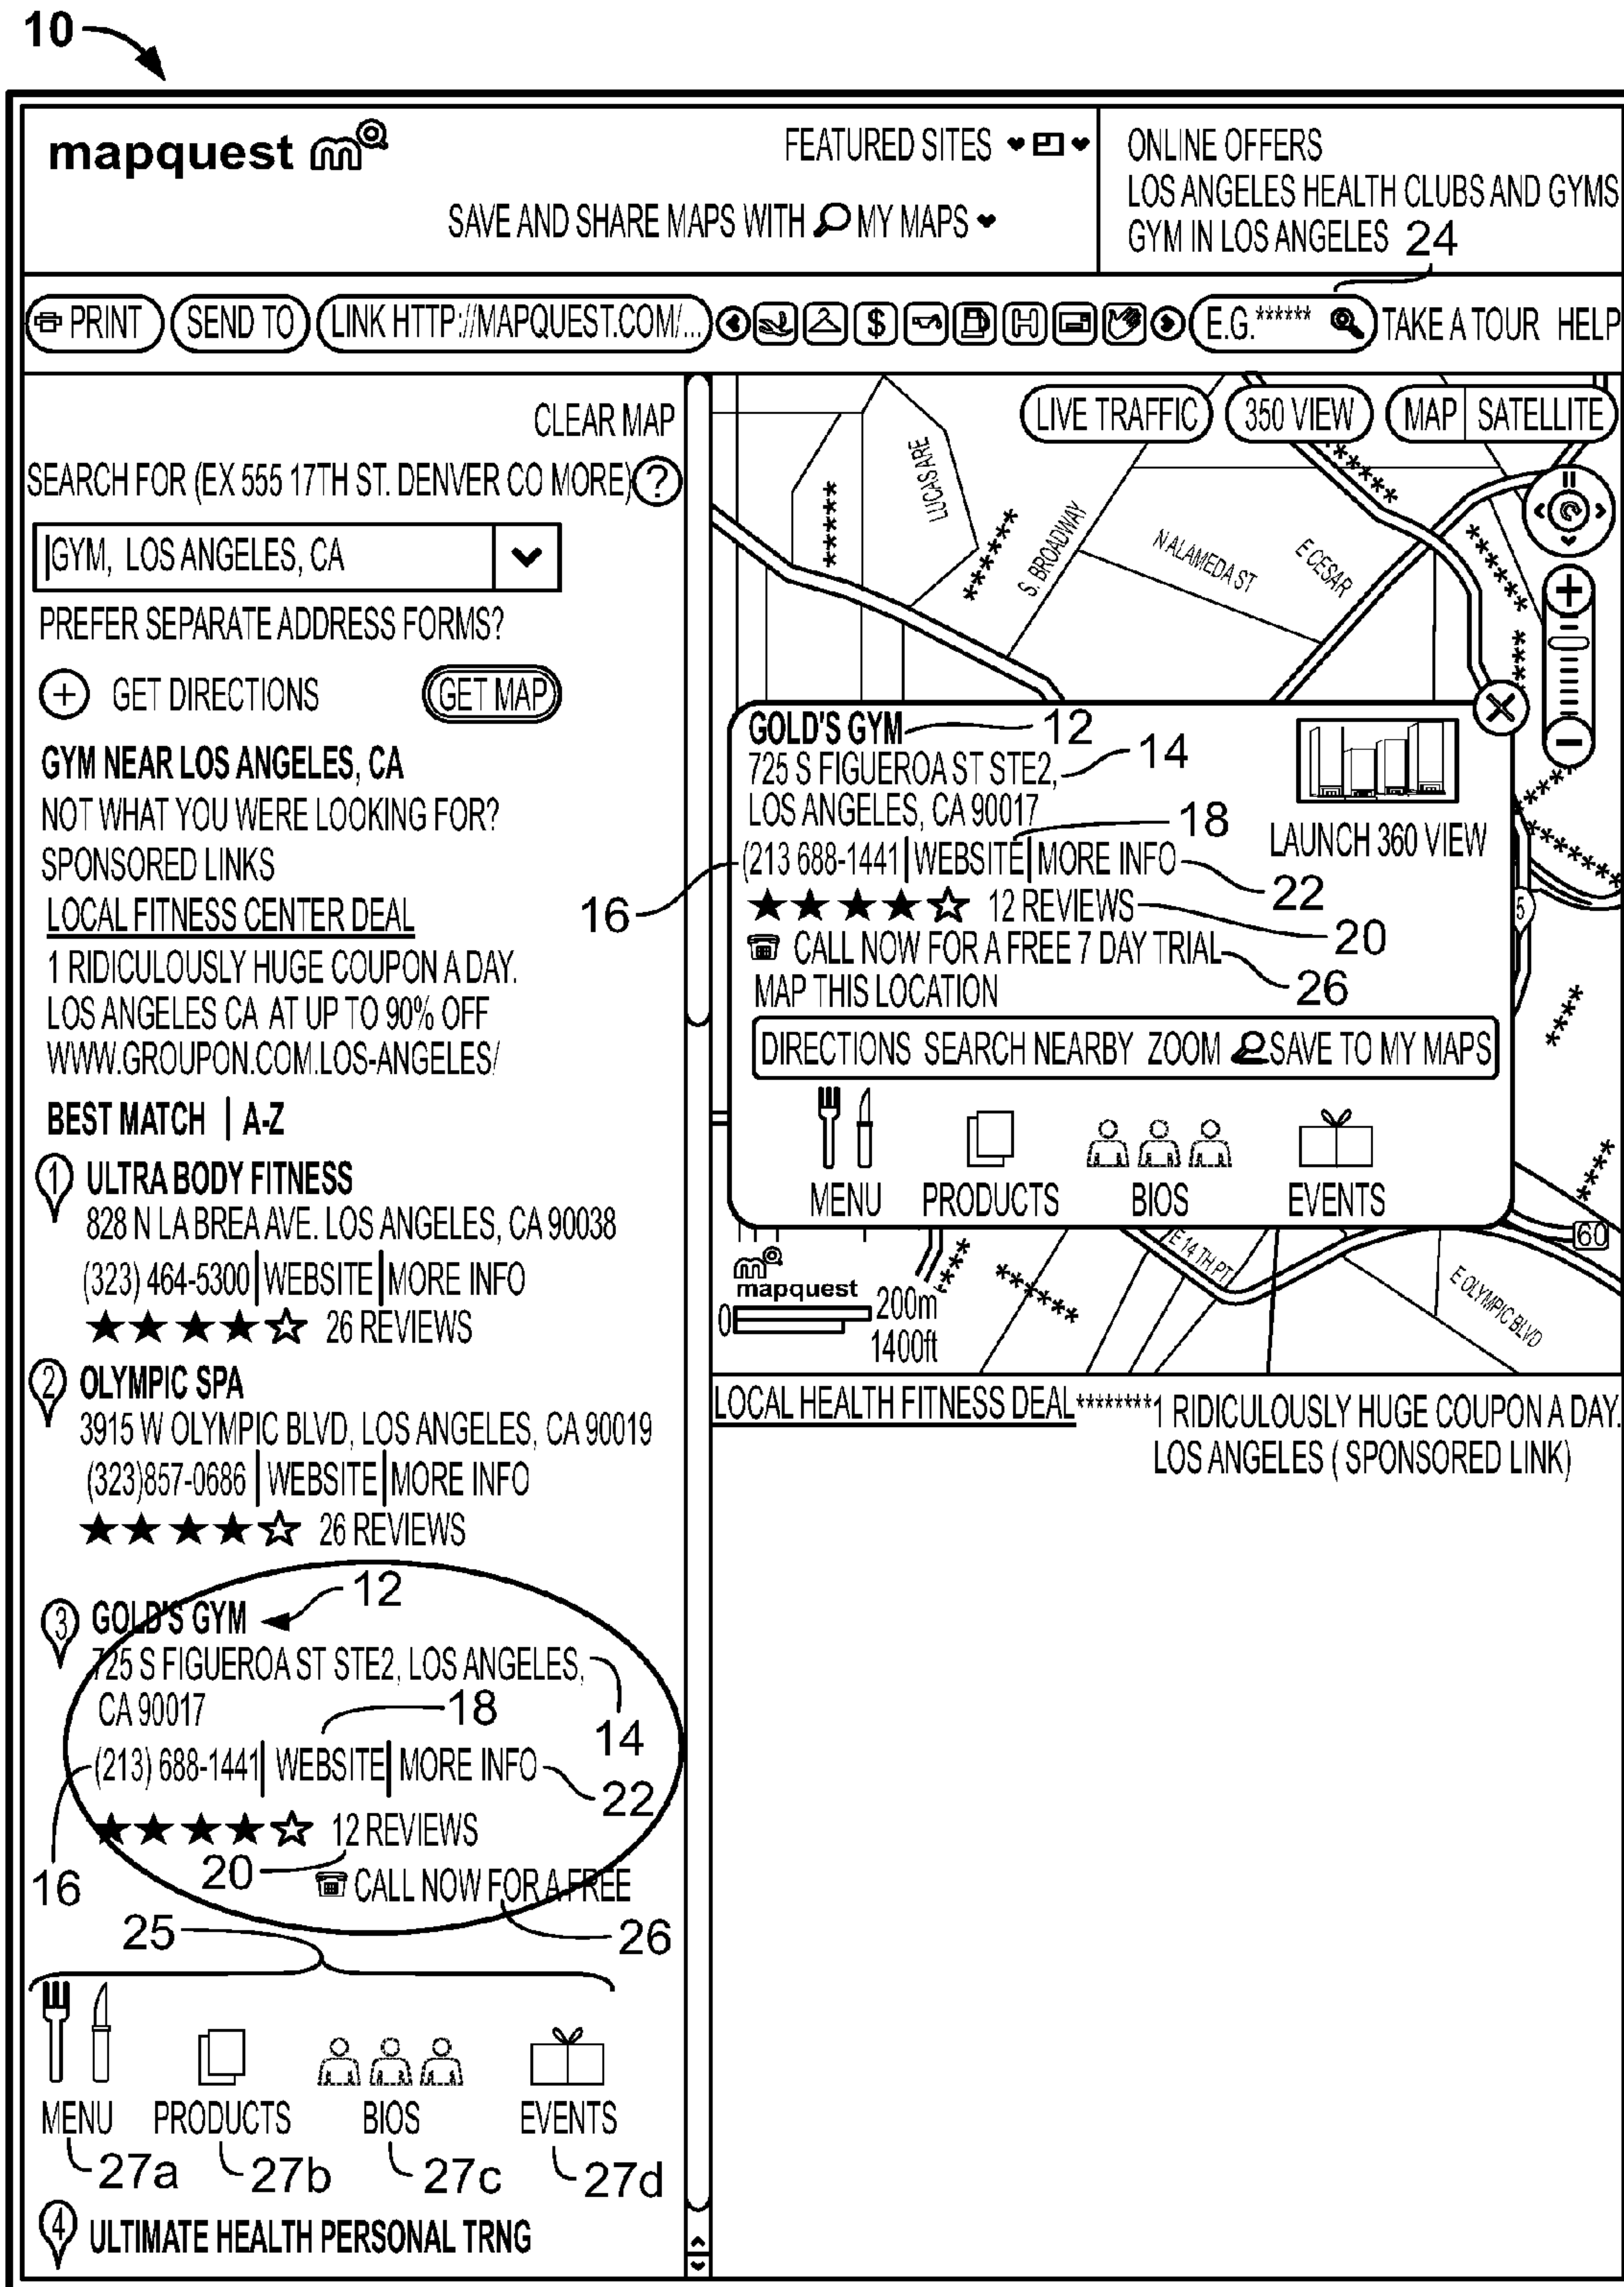 10
mapquest
FEATURED SITES
SAVE AND SHARE MAPS WITH MY MAPS
ONLINE OFFERS
LOS ANGELES HEALTH CLUBS AND GYMS
GYM IN LOS ANGELES 24
PRINT SEND TO LINK HTTP://MAPQUEST.COM/... $ H E.G.****** TAKE A TOUR HELP
CLEAR MAP
SEARCH FOR (EX 555 17TH ST. DENVER CO MORE) ?
GYM, LOS ANGELES, CA
PREFER SEPARATE ADDRESS FORMS?
+ GET DIRECTIONS GET MAP
GYM NEAR LOS ANGELES, CA
NOT WHAT YOU WERE LOOKING FOR?
SPONSORED LINKS
LOCAL FITNESS CENTER DEAL
1 RIDICULOUSLY HUGE COUPON A DAY.
LOS ANGELES CA AT UP TO 90% OFF
WWW.GROUPON.COM.LOS-ANGELES/
BEST MATCH | A-Z
1 ULTRA BODY FITNESS
828 N LA BREA AVE. LOS ANGELES, CA 90038
(323) 464-5300 | WEBSITE | MORE INFO
★★★★☆ 26 REVIEWS
2 OLYMPIC SPA
3915 W OLYMPIC BLVD, LOS ANGELES, CA 90019
(323)857-0686 | WEBSITE | MORE INFO
★★★★☆ 26 REVIEWS
12
3 GOLD'S GYM
725 S FIGUEROA ST STE2, LOS ANGELES,
CA 90017
18
14
(213) 688-1441 | WEBSITE | MORE INFO
22
★★★★☆ 12 REVIEWS
16
20
CALL NOW FOR A FREE
25
26
MENU PRODUCTS BIOS EVENTS
27a 27b 27c 27d
4 ULTIMATE HEALTH PERSONAL TRNG
LIVE TRAFFIC 350 VIEW MAP | SATELLITE
LUCAS ARE
*****
******
S. BROADWAY
N ALAMEDA ST
E CESAR
******
******
****
+
−
GOLD'S GYM 12
725 S FIGUEROA ST STE2, 14
LOS ANGELES, CA 90017
18
(213 688-1441 | WEBSITE | MORE INFO
LAUNCH 360 VIEW
22
16
★★★★☆ 12 REVIEWS
20
CALL NOW FOR A FREE 7 DAY TRIAL
26
MAP THIS LOCATION
DIRECTIONS SEARCH NEARBY ZOOM SAVE TO MY MAPS
MENU PRODUCTS BIOS EVENTS
5
60
E 14 TH PT
E OLYMPIC BLVD
mapquest
0 200m
1400ft
LOCAL HEALTH FITNESS DEAL********1 RIDICULOUSLY HUGE COUPON A DAY.
LOS ANGELES ( SPONSORED LINK)